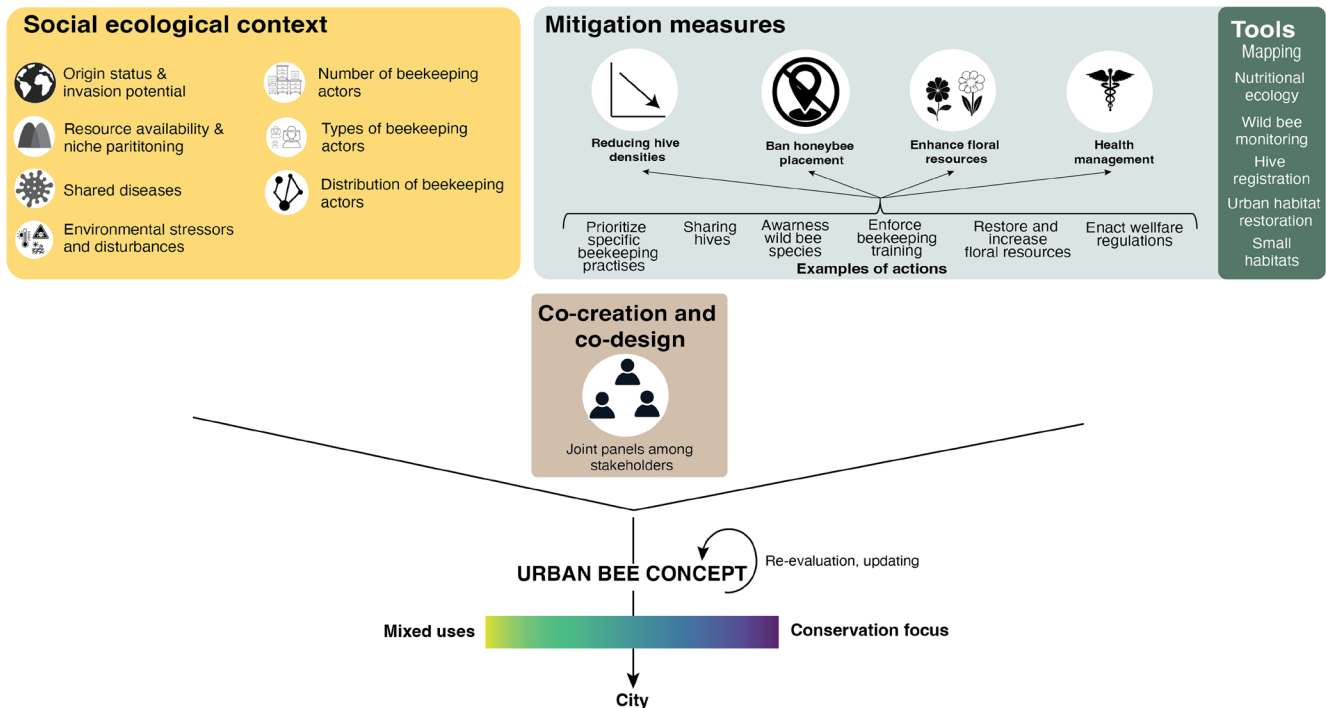 Social ecological context
Origin status &
invasion potential
Resource availability &
niche paritioning
Shared diseases
Environmental stressors
and disturbances
Number of beekeeping
actors
Types of beekeeping
actors
Distribution of beekeeping
actors
Mitigation measures
Reducing hive
densities
Ban honeybee
placement
Enhance floral
resources
Health
management
Prioritize
specific
beekeeping
practises
Sharing
hives
Awarness
wild bee
species
Enforce
beekeeping
training
Restore and
increase
floral resources
Enact wellfare
regulations
Examples of actions
Tools
Mapping
Nutritional
ecology
Wild bee
monitoring
Hive
registration
Urban habitat
restoration
Small
habitats
Co-creation and
co-design
Joint panels among
stakeholders
URBAN BEE CONCEPT
Re-evaluation, updating
Mixed uses
Conservation focus
City